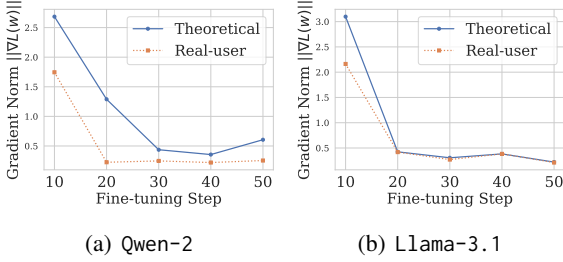 Gradient Norm ||∇L(w)||
2.5
2.0
1.5
1.0
0.5
Theoretical
Real-user
10 20 30 40 50
Fine-tuning Step
(a) Qwen-2
Gradient Norm ||∇L(w)||
3.0
2.5
2.0
1.5
1.0
0.5
Theoretical
Real-user
10 20 30 40 50
Fine-tuning Step
(b) Llama-3.1